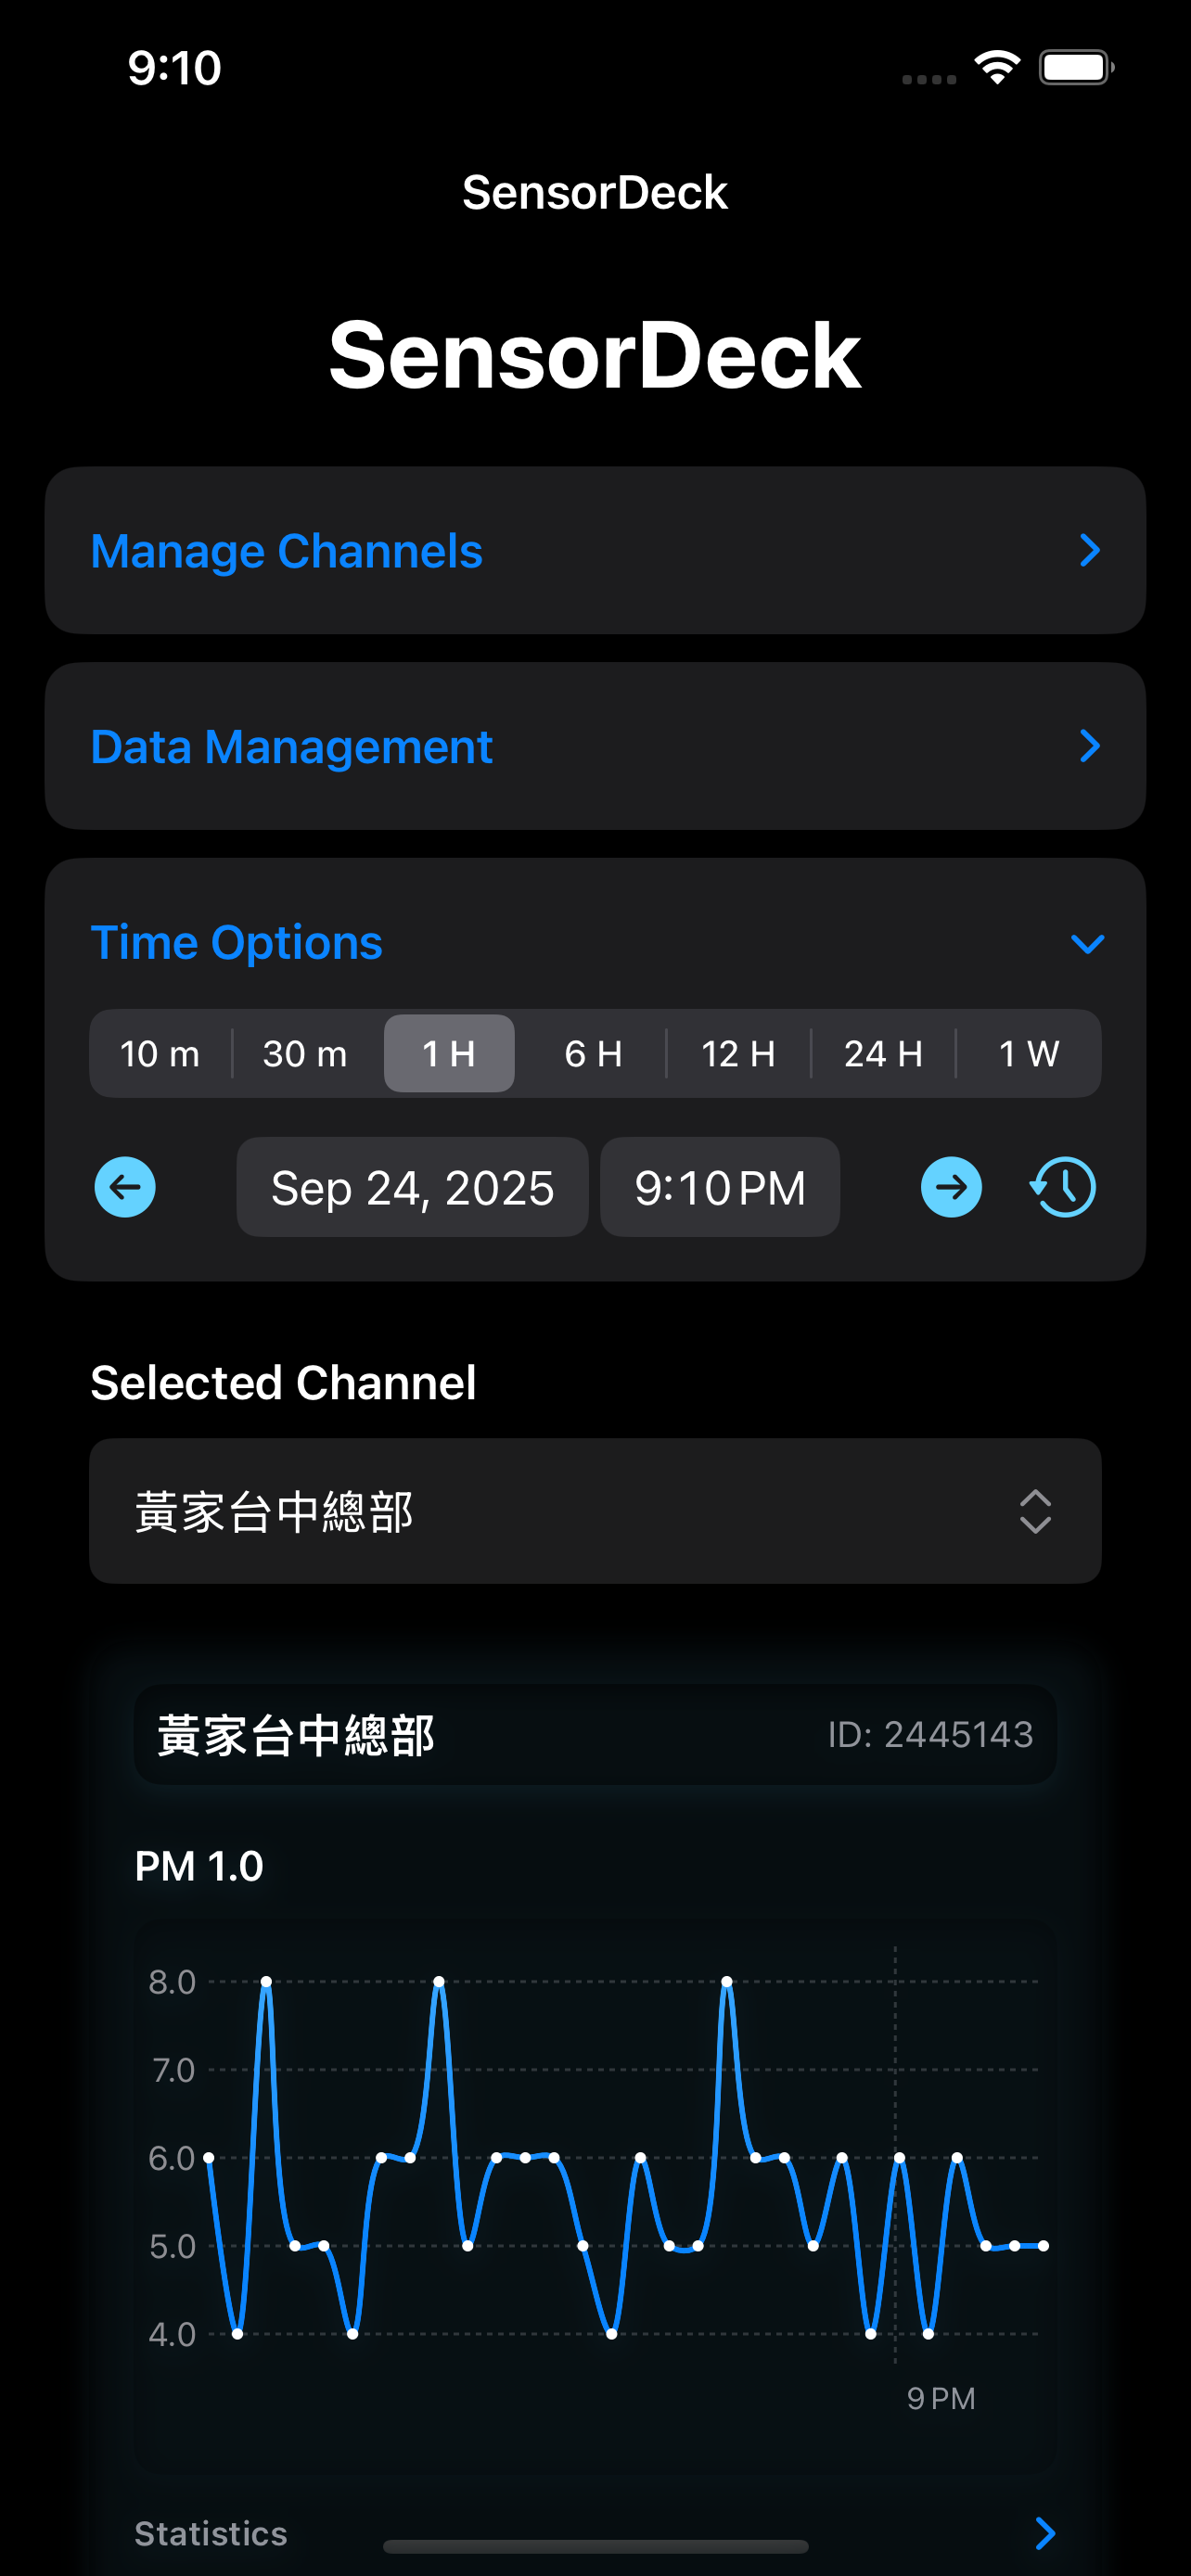 9:10
SensorDeck
SensorDeck
Manage Channels
Data Management
Time Options
10 m 30 m 1 H 6 H 12 H 24 H 1 W
Sep 24, 2025 9:10 PM
Selected Channel
黃家台中總部
黃家台中總部 ID: 2445143
PM 1.0
8.0
7.0
6.0
5.0
4.0
9 PM
Statistics